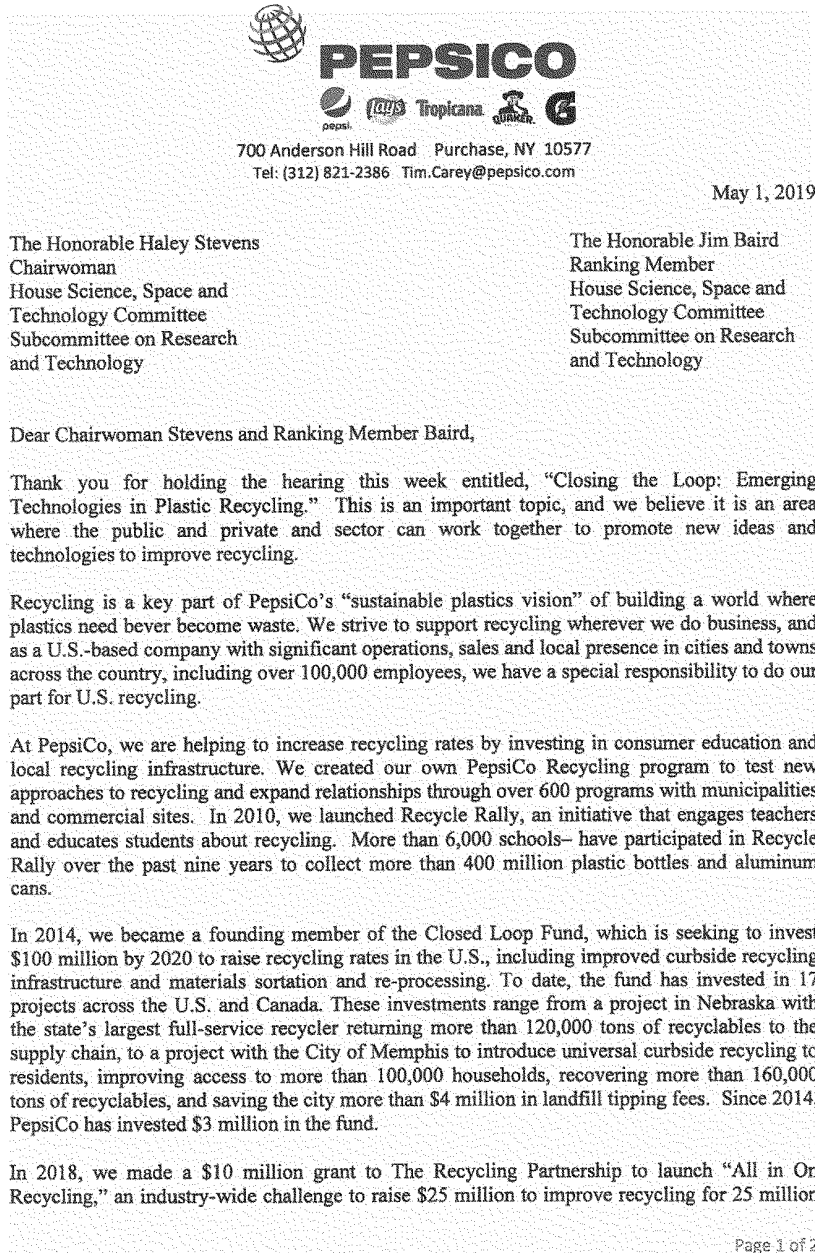 PEPSICO
pepsi. Lays Tropicana QUAKER. G
700 Anderson Hill Road Purchase, NY 10577
Tel: (312) 821-2386 Tim.Carey@pepsico.com
May 1, 2019
The Honorable Haley Stevens
Chairwoman
House Science, Space and
Technology Committee
Subcommittee on Research
and Technology
The Honorable Jim Baird
Ranking Member
House Science, Space and
Technology Committee
Subcommittee on Research
and Technology
Dear Chairwoman Stevens and Ranking Member Baird,
Thank you for holding the hearing this week entitled, “Closing the Loop: Emerging
Technologies in Plastic Recycling.” This is an important topic, and we believe it is an area
where the public and private and sector can work together to promote new ideas and
technologies to improve recycling.
Recycling is a key part of PepsiCo’s “sustainable plastics vision” of building a world where
plastics need bever become waste. We strive to support recycling wherever we do business, and
as a U.S.-based company with significant operations, sales and local presence in cities and towns
across the country, including over 100,000 employees, we have a special responsibility to do our
part for U.S. recycling.
At PepsiCo, we are helping to increase recycling rates by investing in consumer education and
local recycling infrastructure. We created our own PepsiCo Recycling program to test new
approaches to recycling and expand relationships through over 600 programs with municipalities
and commercial sites. In 2010, we launched Recycle Rally, an initiative that engages teachers
and educates students about recycling. More than 6,000 schools– have participated in Recycle
Rally over the past nine years to collect more than 400 million plastic bottles and aluminum
cans.
In 2014, we became a founding member of the Closed Loop Fund, which is seeking to invest
$100 million by 2020 to raise recycling rates in the U.S., including improved curbside recycling
infrastructure and materials sortation and re-processing. To date, the fund has invested in 17
projects across the U.S. and Canada. These investments range from a project in Nebraska with
the state’s largest full-service recycler returning more than 120,000 tons of recyclables to the
supply chain, to a project with the City of Memphis to introduce universal curbside recycling to
residents, improving access to more than 100,000 households, recovering more than 160,000
tons of recyclables, and saving the city more than $4 million in landfill tipping fees. Since 2014,
PepsiCo has invested $3 million in the fund.
In 2018, we made a $10 million grant to The Recycling Partnership to launch “All in On
Recycling,” an industry-wide challenge to raise $25 million to improve recycling for 25 million
Page 1 of 2